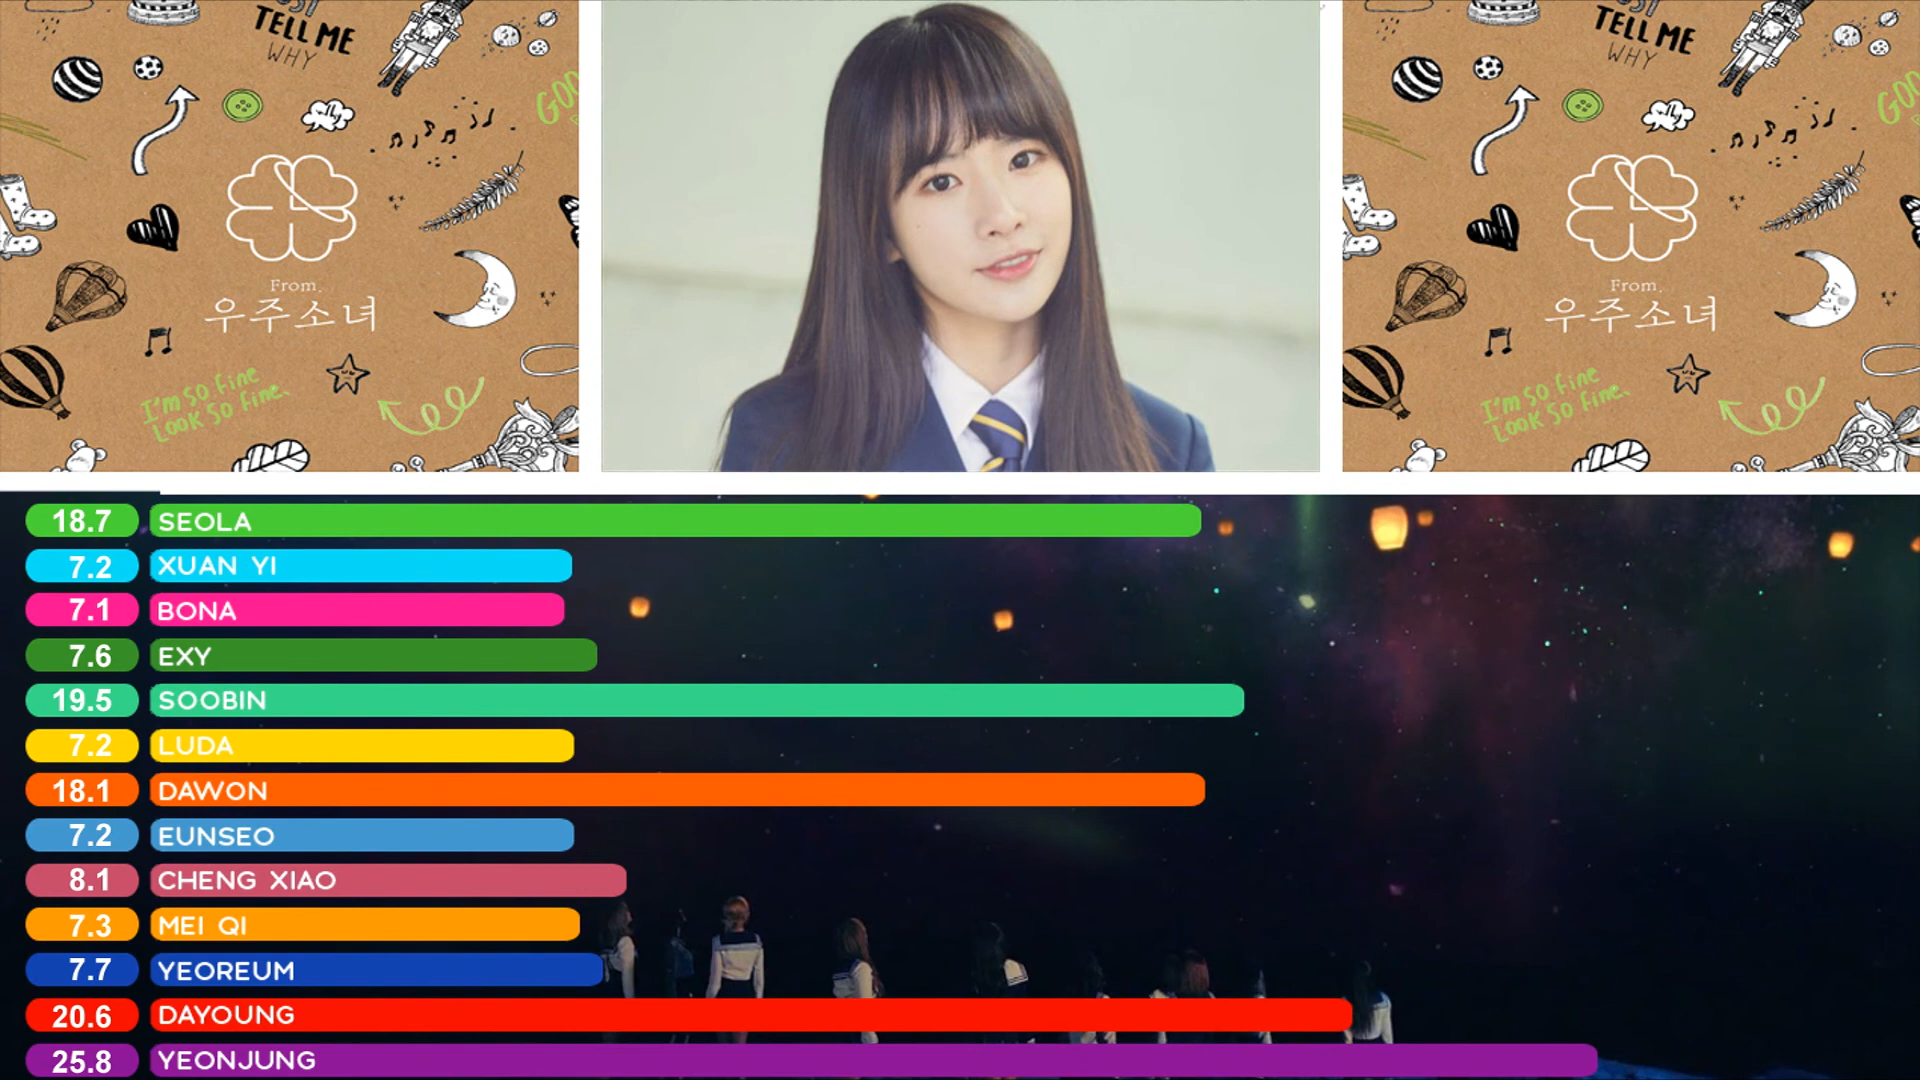 TELL ME
WHY
GOO
From.
우주소녀
I'm so fine
Look so fine.
TELL ME
WHY
GOO
From.
우주소녀
I'm so fine
Look so fine.
18.7 SEOLA
7.2 XUAN YI
7.1 BONA
7.6 EXY
19.5 SOOBIN
7.2 LUDA
18.1 DAWON
7.2 EUNSEO
8.1 CHENG XIAO
7.3 MEI QI
7.7 YEOREUM
20.6 DAYOUNG
25.8 YEONJUNG